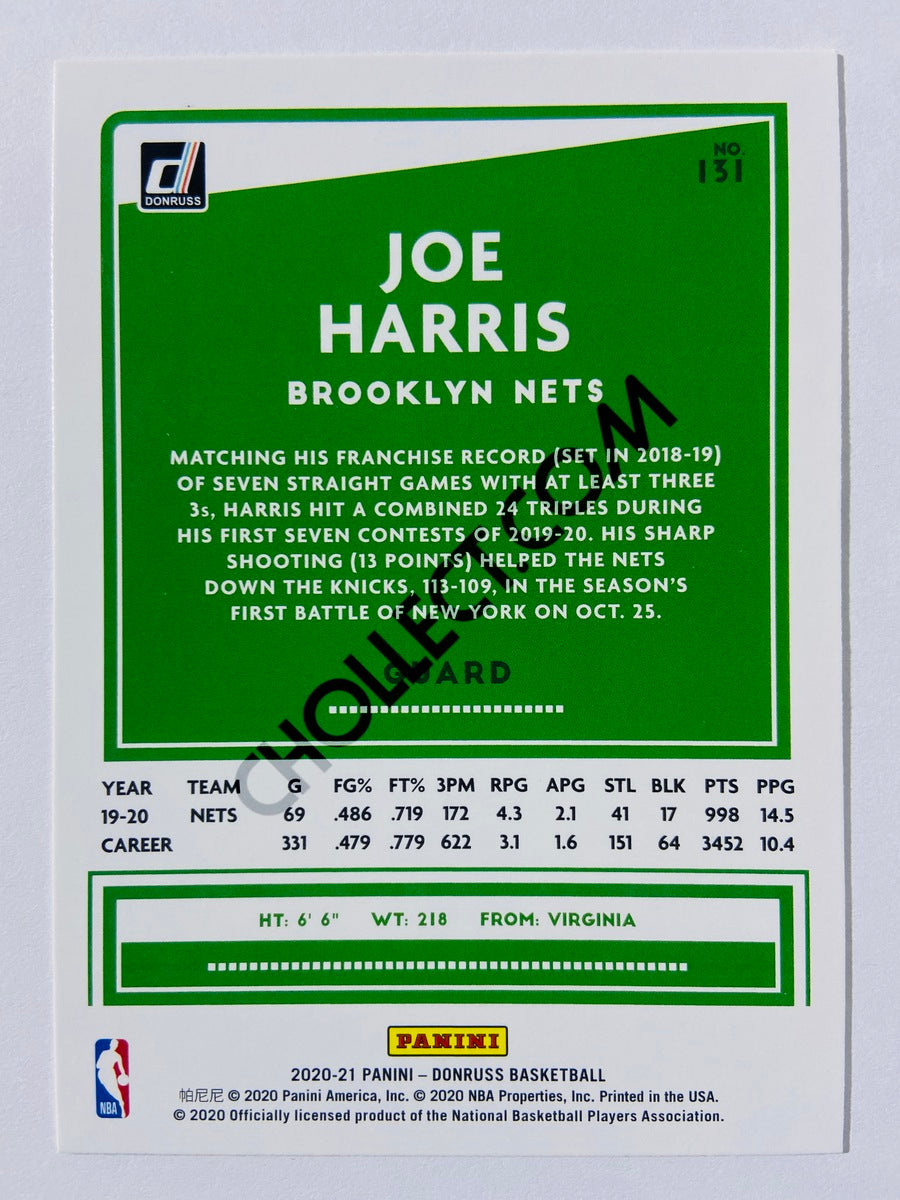 DONRUSS
NO.
131
JOE
HARRIS
BROOKLYN NETS
MATCHING HIS FRANCHISE RECORD (SET IN 2018-19)
OF SEVEN STRAIGHT GAMES WITH AT LEAST THREE
3s, HARRIS HIT A COMBINED 24 TRIPLES DURING
HIS FIRST SEVEN CONTESTS OF 2019-20. HIS SHARP
SHOOTING (13 POINTS) HELPED THE NETS
DOWN THE KNICKS, 113-109, IN THE SEASON'S
FIRST BATTLE OF NEW YORK ON OCT. 25.
GUARD
CHOLLECT.COM
YEAR TEAM G FG% FT% 3PM RPG APG STL BLK PTS PPG
19-20 NETS 69 .486 .719 172 4.3 2.1 41 17 998 14.5
CAREER 331 .479 .779 622 3.1 1.6 151 64 3452 10.4
HT: 6' 6" WT: 218 FROM: VIRGINIA
PANINI
NBA
2020-21 PANINI – DONRUSS BASKETBALL
帕尼尼 © 2020 Panini America, Inc. © 2020 NBA Properties, Inc. Printed in the USA.
© 2020 Officially licensed product of the National Basketball Players Association.